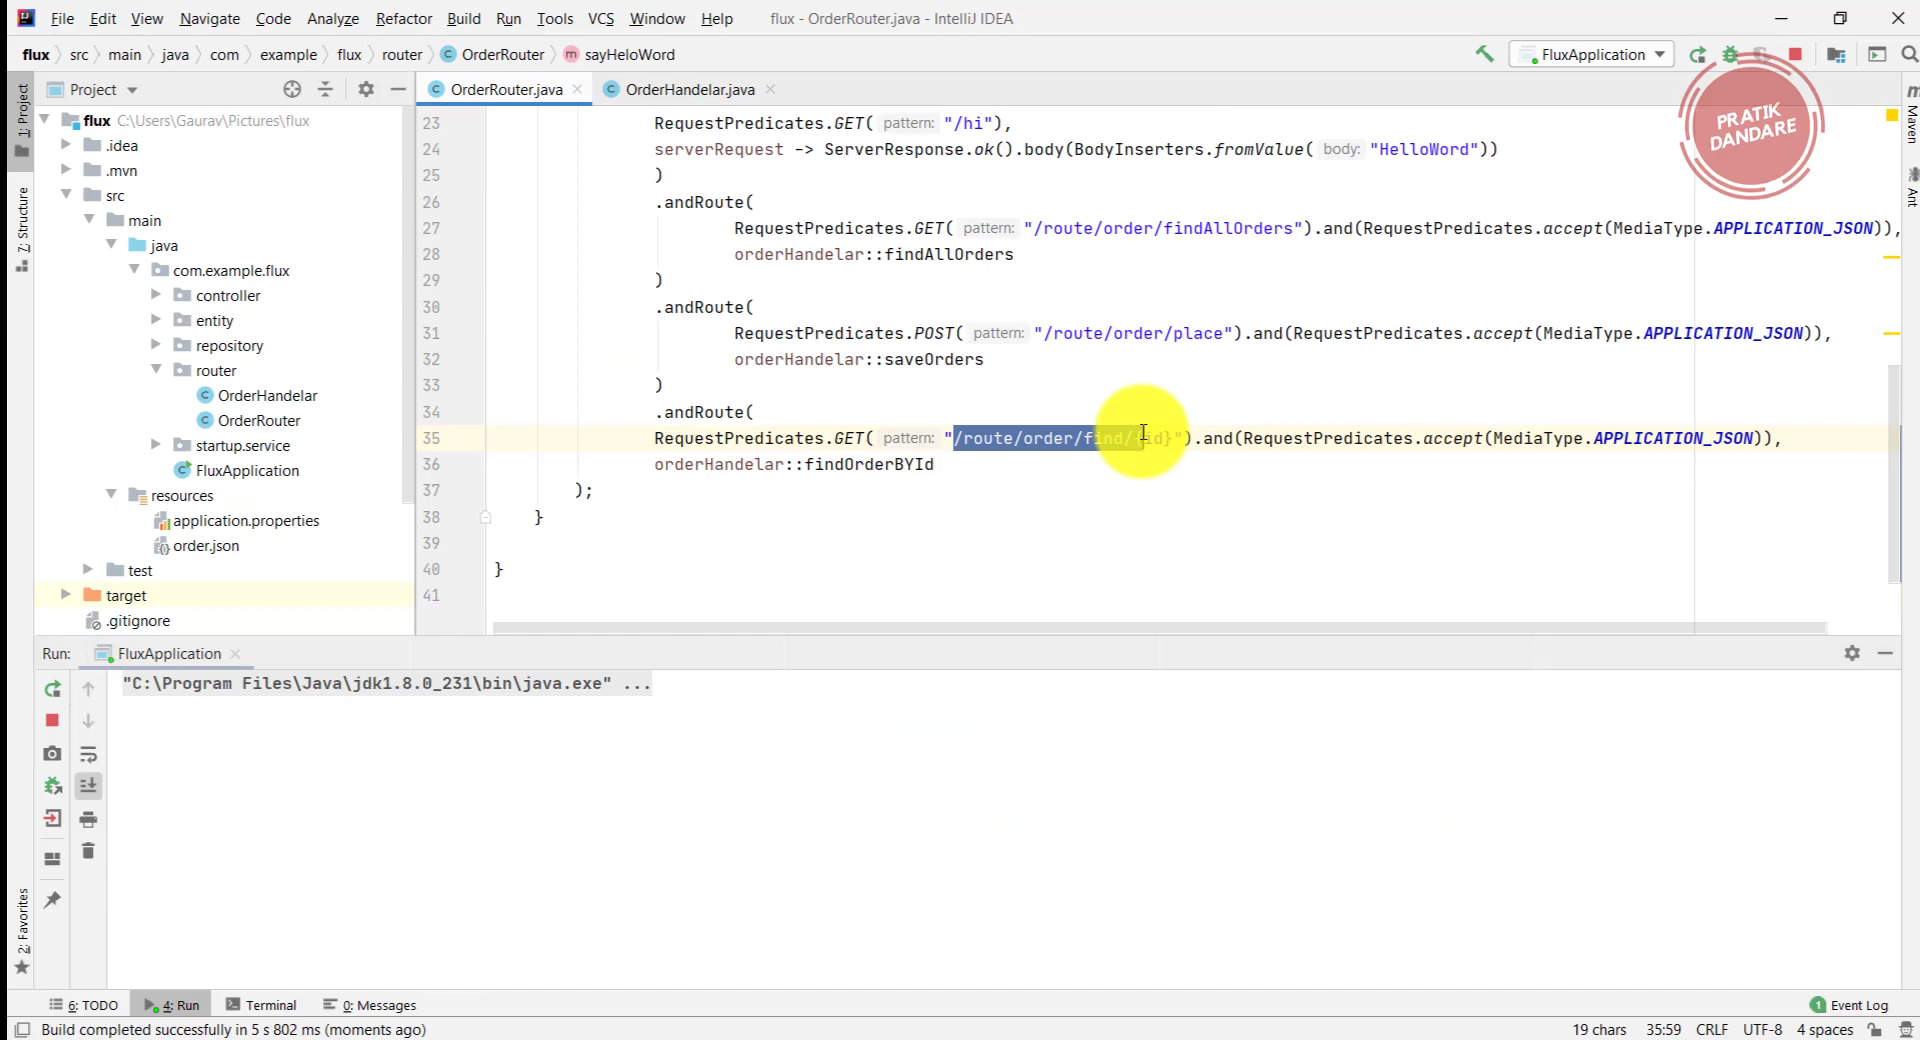 File Edit View Navigate Code Analyze Refactor Build Run Tools VCS Window Help flux - OrderRouter.java - IntelliJ IDEA
flux src main java com example flux router OrderRouter sayHeloWord FluxApplication
Project
OrderRouter.java OrderHandelar.java
PRATIK
DANDARE
1: Project
7: Structure
2: Favorites
Maven
Ant
flux C:\Users\Gaurav\Pictures\flux
.idea
.mvn
src
main
java
com.example.flux
controller
entity
repository
router
OrderHandelar
OrderRouter
startup.service
FluxApplication
resources
application.properties
order.json
test
target
.gitignore
23 RequestPredicates.GET( pattern: "/hi"),
24 serverRequest -> ServerResponse.ok().body(BodyInserters.fromValue( body: "HelloWord"))
25 )
26 .andRoute(
27 RequestPredicates.GET( pattern: "/route/order/findAllOrders").and(RequestPredicates.accept(MediaType.APPLICATION_JSON)),
28 orderHandelar::findAllOrders
29 )
30 .andRoute(
31 RequestPredicates.POST( pattern: "/route/order/place").and(RequestPredicates.accept(MediaType.APPLICATION_JSON)),
32 orderHandelar::saveOrders
33 )
34 .andRoute(
35 RequestPredicates.GET( pattern: "/route/order/find/{id}").and(RequestPredicates.accept(MediaType.APPLICATION_JSON)),
36 orderHandelar::findOrderBYId
37 );
38 }
39
40 }
41
Run: FluxApplication
"C:\Program Files\Java\jdk1.8.0_231\bin\java.exe" ...
6: TODO 4: Run Terminal 0: Messages 1 Event Log
Build completed successfully in 5 s 802 ms (moments ago) 19 chars 35:59 CRLF UTF-8 4 spaces